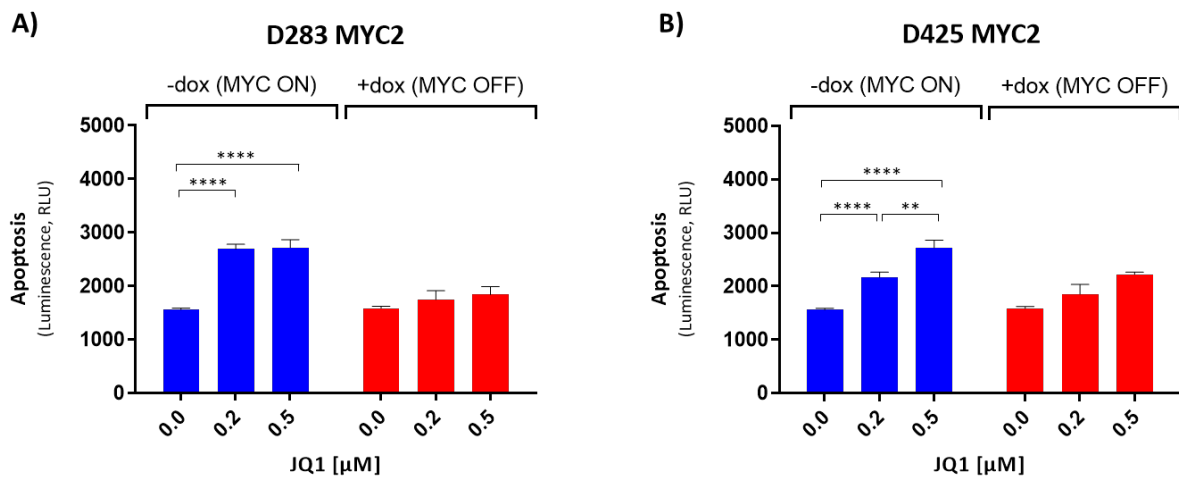 A)
D283 MYC2
-dox (MYC ON)
+dox (MYC OFF)
5000
4000
3000
2000
1000
0
Apoptosis
(Luminescence, RLU)
****
****
0.0
0.2
0.5
0.0
0.2
0.5
JQ1 [µM]
B)
D425 MYC2
-dox (MYC ON)
+dox (MYC OFF)
5000
4000
3000
2000
1000
0
Apoptosis
(Luminescence, RLU)
****
****
**
0.0
0.2
0.5
0.0
0.2
0.5
JQ1 [µM]